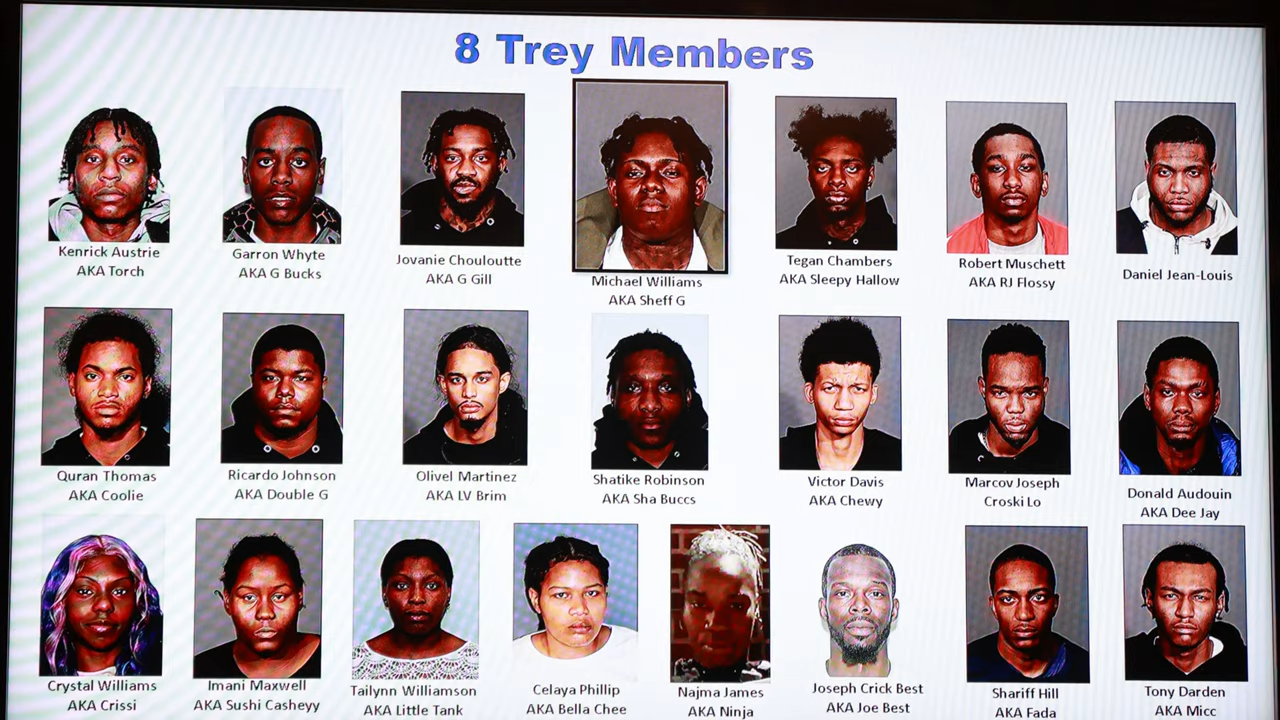 8 Trey Members
Kenrick Austrie
AKA Torch
Garron Whyte
AKA G Bucks
Jovanie Chouloutte
AKA G Gill
Michael Williams
AKA Sheff G
Tegan Chambers
AKA Sleepy Hallow
Robert Muschett
AKA RJ Flossy
Daniel Jean-Louis
Quran Thomas
AKA Coolie
Ricardo Johnson
AKA Double G
Olivel Martinez
AKA LV Brim
Shatike Robinson
AKA Sha Buccs
Victor Davis
AKA Chewy
Marcov Joseph
Croski Lo
Donald Audouin
AKA Dee Jay
Crystal Williams
AKA Crissi
Imani Maxwell
AKA Sushi Casheyy
Tailynn Williamson
AKA Little Tank
Celaya Phillip
AKA Bella Chee
Najma James
AKA Ninja
Joseph Crick Best
AKA Joe Best
Shariff Hill
AKA Fada
Tony Darden
AKA Micc